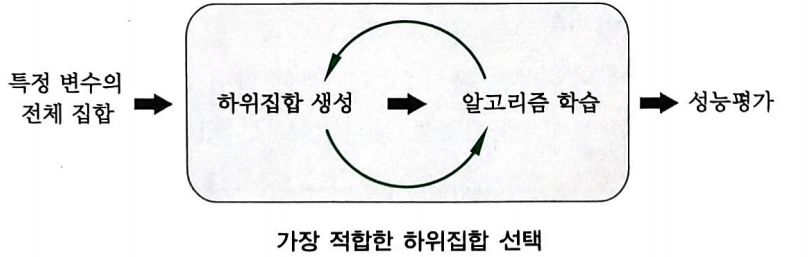 특정 변수의
전체 집합
하위집합 생성
알고리즘 학습
성능평가
가장 적합한 하위집합 선택